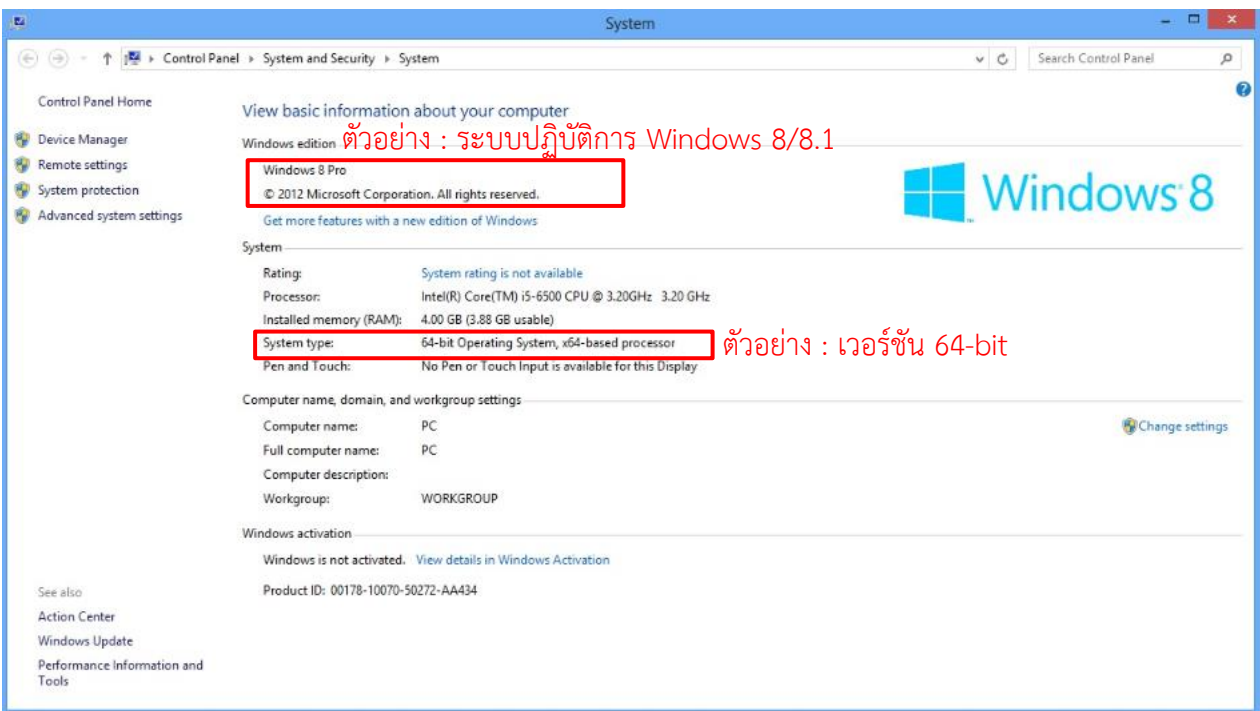 System
Control Panel System and Security System
Search Control Panel
Control Panel Home
Device Manager
Remote settings
System protection
Advanced system settings
View basic information about your computer
Windows edition
ตัวอย่าง : ระบบปฏิบัติการ Windows 8/8.1
Windows 8 Pro
© 2012 Microsoft Corporation. All rights reserved.
Get more features with a new edition of Windows
Windows 8
System
Rating: System rating is not available
Processor: Intel(R) Core(TM) i5-6500 CPU @ 3.20GHz 3.20 GHz
Installed memory (RAM): 4.00 GB (3.88 GB usable)
System type: 64-bit Operating System, x64-based processor
ตัวอย่าง : เวอร์ชัน 64-bit
Pen and Touch: No Pen or Touch Input is available for this Display
Computer name, domain, and workgroup settings
Computer name: PC
Change settings
Full computer name: PC
Computer description:
Workgroup: WORKGROUP
Windows activation
Windows is not activated. View details in Windows Activation
Product ID: 00178-10070-50272-AA434
See also
Action Center
Windows Update
Performance Information and
Tools